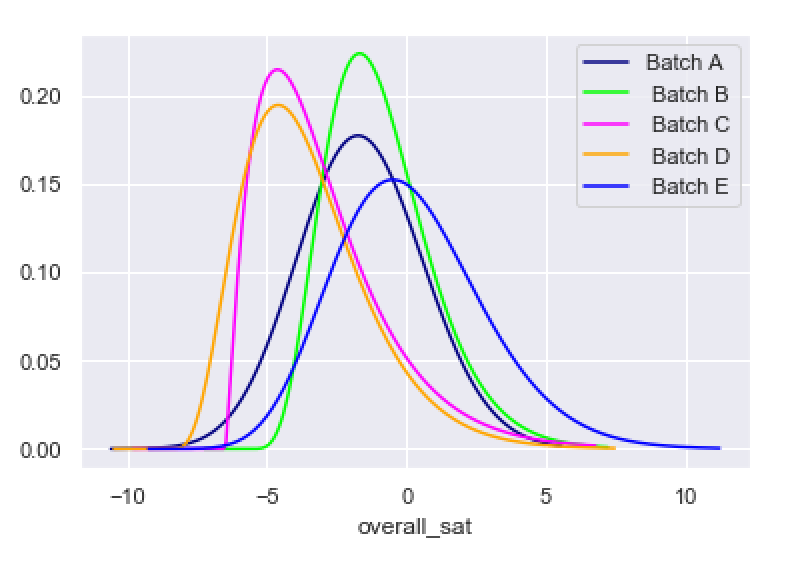 Batch A
Batch B
Batch C
Batch D
Batch E
0.20
0.15
0.10
0.05
0.00
−10 −5 0 5 10
overall_sat